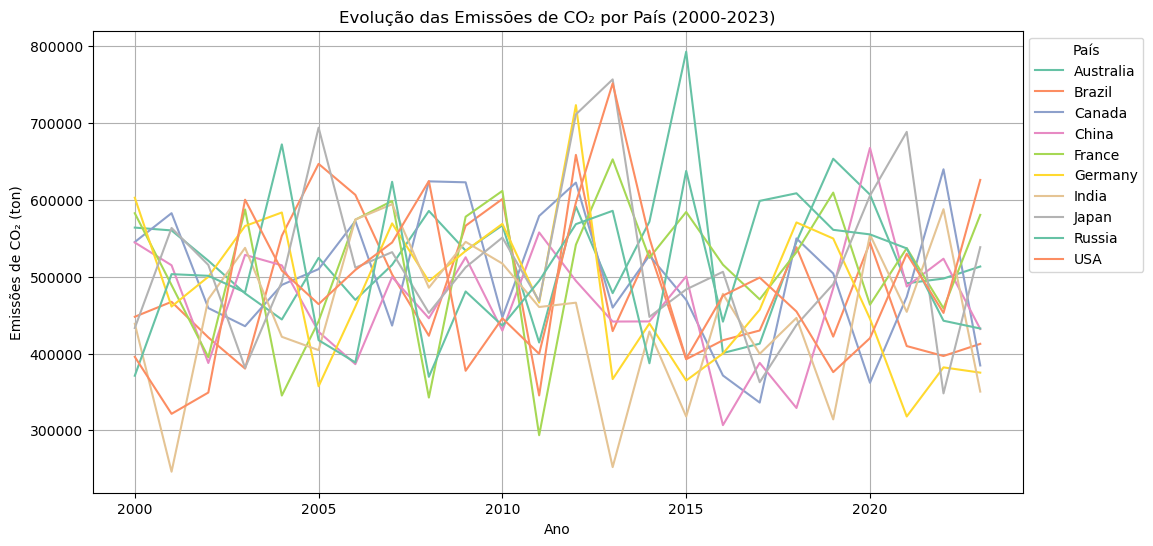 Evolução das Emissões de CO₂ por País (2000-2023)
800000
700000
600000
500000
400000
300000
Emissões de CO₂ (ton)
2000
2005
2010
2015
2020
Ano
País
Australia
Brazil
Canada
China
France
Germany
India
Japan
Russia
USA